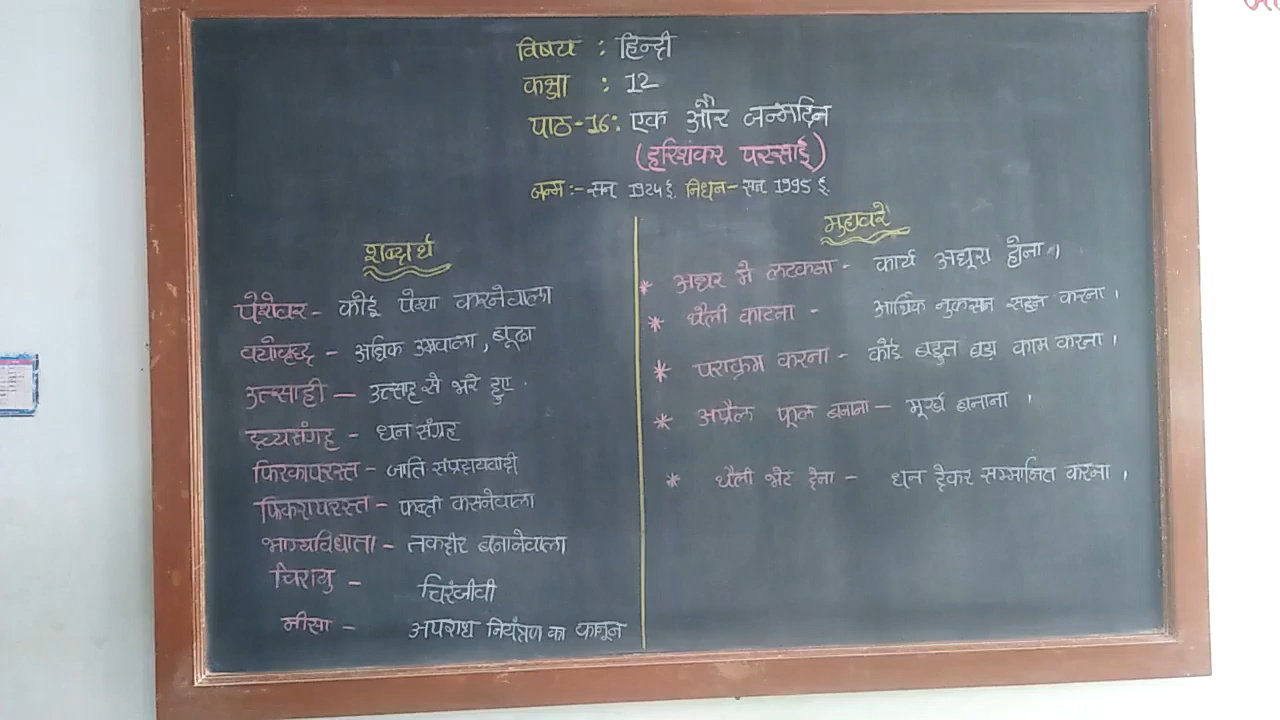 विषय : हिन्दी
कक्षा : 12
पाठ-16: एक और जन्मदिन
(हरिशंकर परसाई)
जन्म :- सन् 1924 ई. निधन - सन् 1995 ई.
शब्दार्थ
पेशेवर - कोई पेशा करनेवाला
वयोवृद्ध - अधिक उम्रवाला, बूढा
उत्साही - उत्साह से भरे हुए .
द्रव्यसंग्रह - धन संग्रह
फिरकापरस्त - जाति संप्रदायवादी
फिकरापरस्त - फब्ती कसनेवाला
भाग्यविधाता - तकदीर बनानेवाला
चिरायु - चिरंजीवी
मीसा - अपराध नियंत्रण का कानून
मुहावरे
* अधर मे लटकना - कार्य अधूरा होना ।
* थैली काटना - आर्थिक नुकसान सहन करना ।
* पराक्रम करना - कोई बहुत बडा काम करना ।
* अप्रैल फूल बनाना - मूर्ख बनाना ।
* थैली भेट देना - धन देकर सम्मानित करना ।